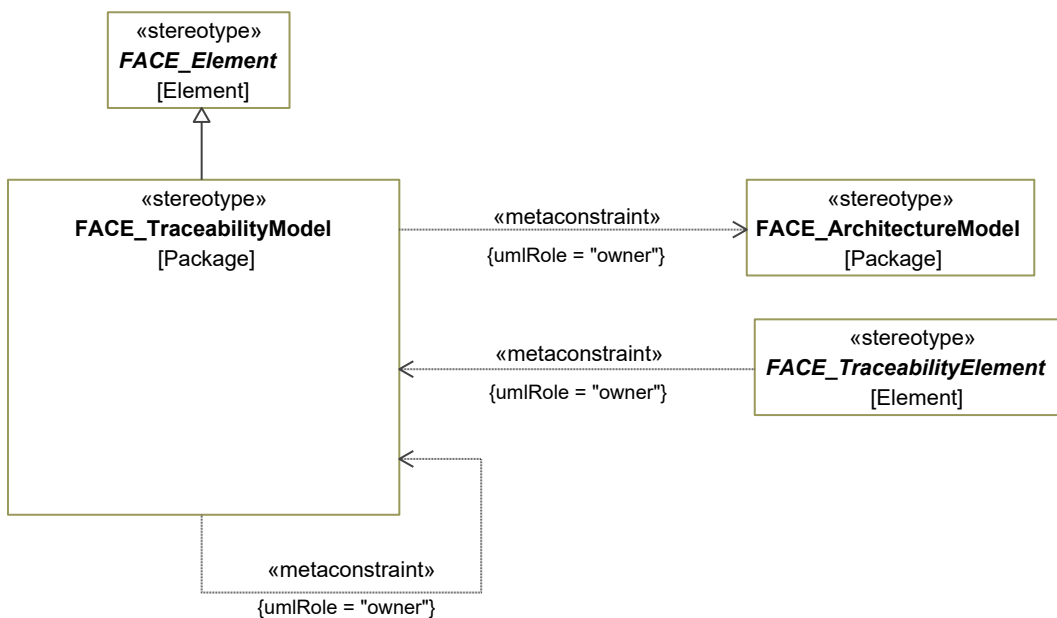 «stereotype»
FACE_Element
[Element]
«stereotype»
FACE_TraceabilityModel
[Package]
«metaconstraint»
{umlRole = "owner"}
«stereotype»
FACE_ArchitectureModel
[Package]
«metaconstraint»
{umlRole = "owner"}
«stereotype»
FACE_TraceabilityElement
[Element]
«metaconstraint»
{umlRole = "owner"}